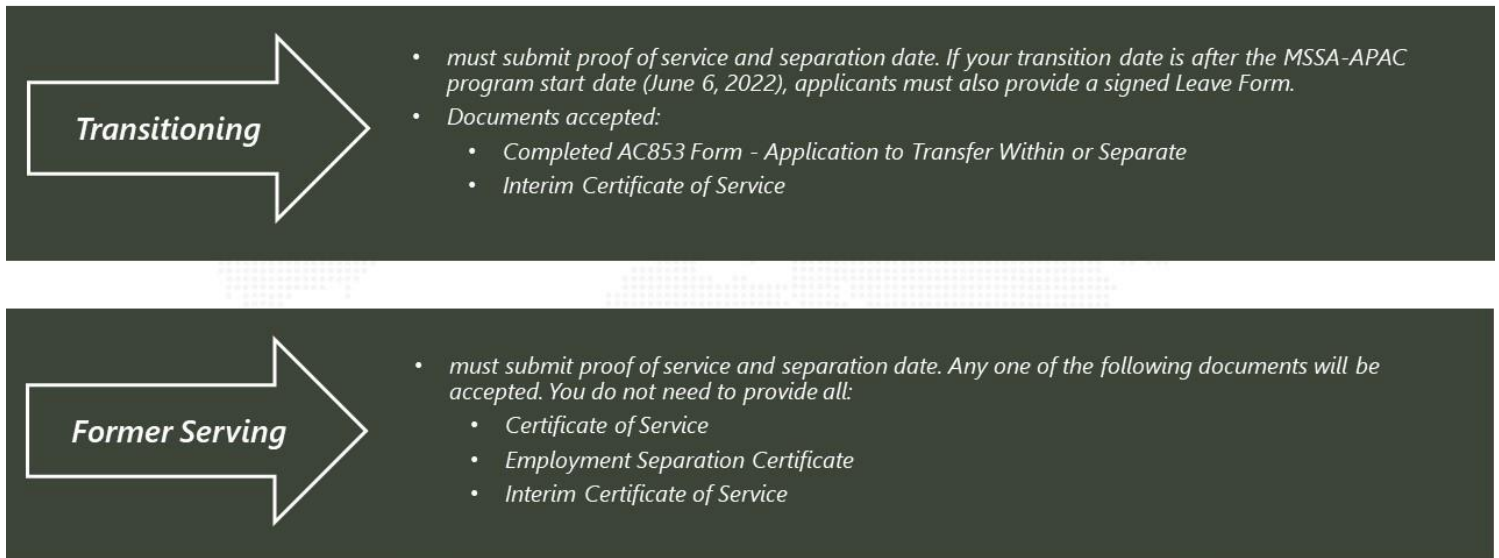 Transitioning
• must submit proof of service and separation date. If your transition date is after the MSSA-APAC
program start date (June 6, 2022), applicants must also provide a signed Leave Form.
• Documents accepted:
• Completed AC853 Form - Application to Transfer Within or Separate
• Interim Certificate of Service
Former Serving
• must submit proof of service and separation date. Any one of the following documents will be
accepted. You do not need to provide all:
• Certificate of Service
• Employment Separation Certificate
• Interim Certificate of Service